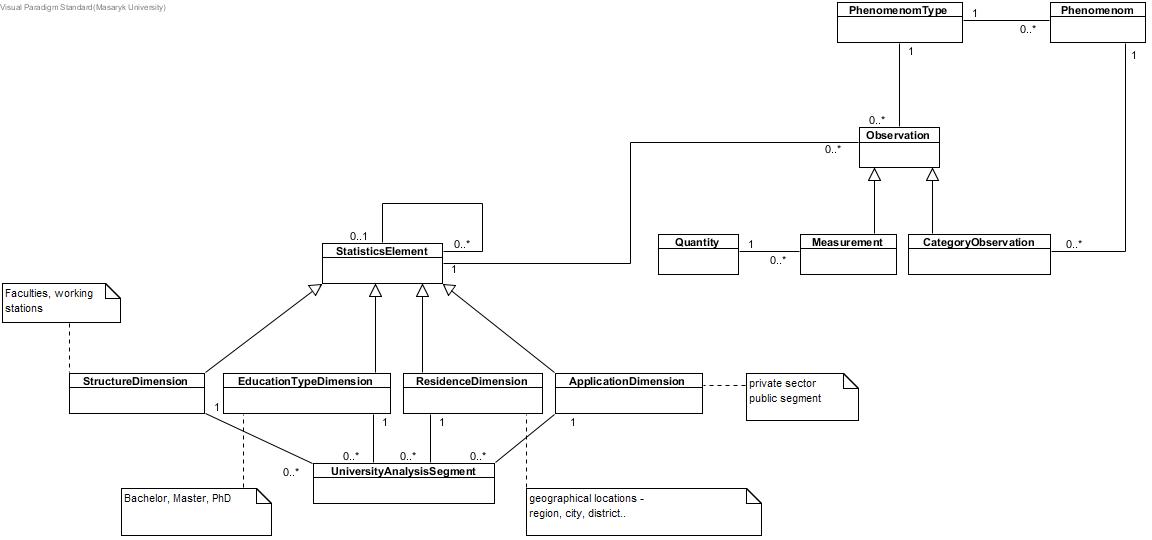 Visual Paradigm Standard(Masaryk University)
PhenomenomType
1
0..*
Phenomenom
1
1
0..*
Observation
0..*
0..1
0..*
StatisticsElement
1
Quantity
1
0..*
Measurement
CategoryObservation
0..*
Faculties, working
stations
StructureDimension
EducationTypeDimension
ResidenceDimension
ApplicationDimension
private sector
public segment
1
1
1
1
0..*
0..*
0..*
0..*
UniversityAnalysisSegment
Bachelor, Master, PhD
geographical locations -
region, city, district..